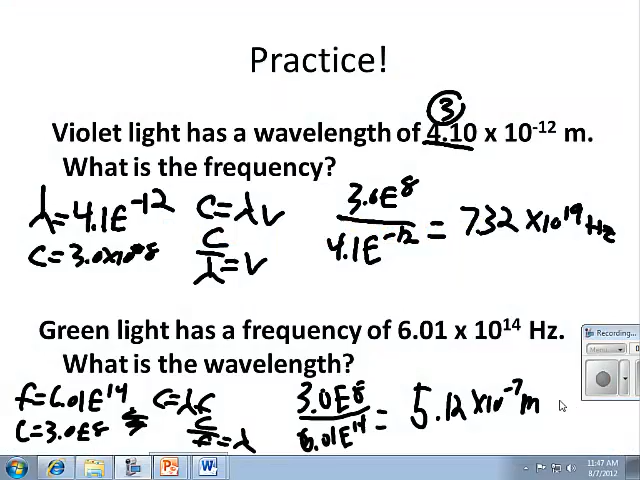 Practice!
3
Violet light has a wavelength of 4.10 x 10-12 m.
What is the frequency?
λ=4.1E-12
C=λν
3.0E8
4.1E-12
= 7.32 x10 19 Hz
C=3.0x10^8
C
λ
=ν
Green light has a frequency of 6.01 x 10 14 Hz.
What is the wavelength?
f=6.01E14
C=3.0E8
C=λf
C
f
=λ
3.0E8
6.01E14
= 5.12 x10-7 m
Recording...
Menu
11:47 AM
8/7/2012